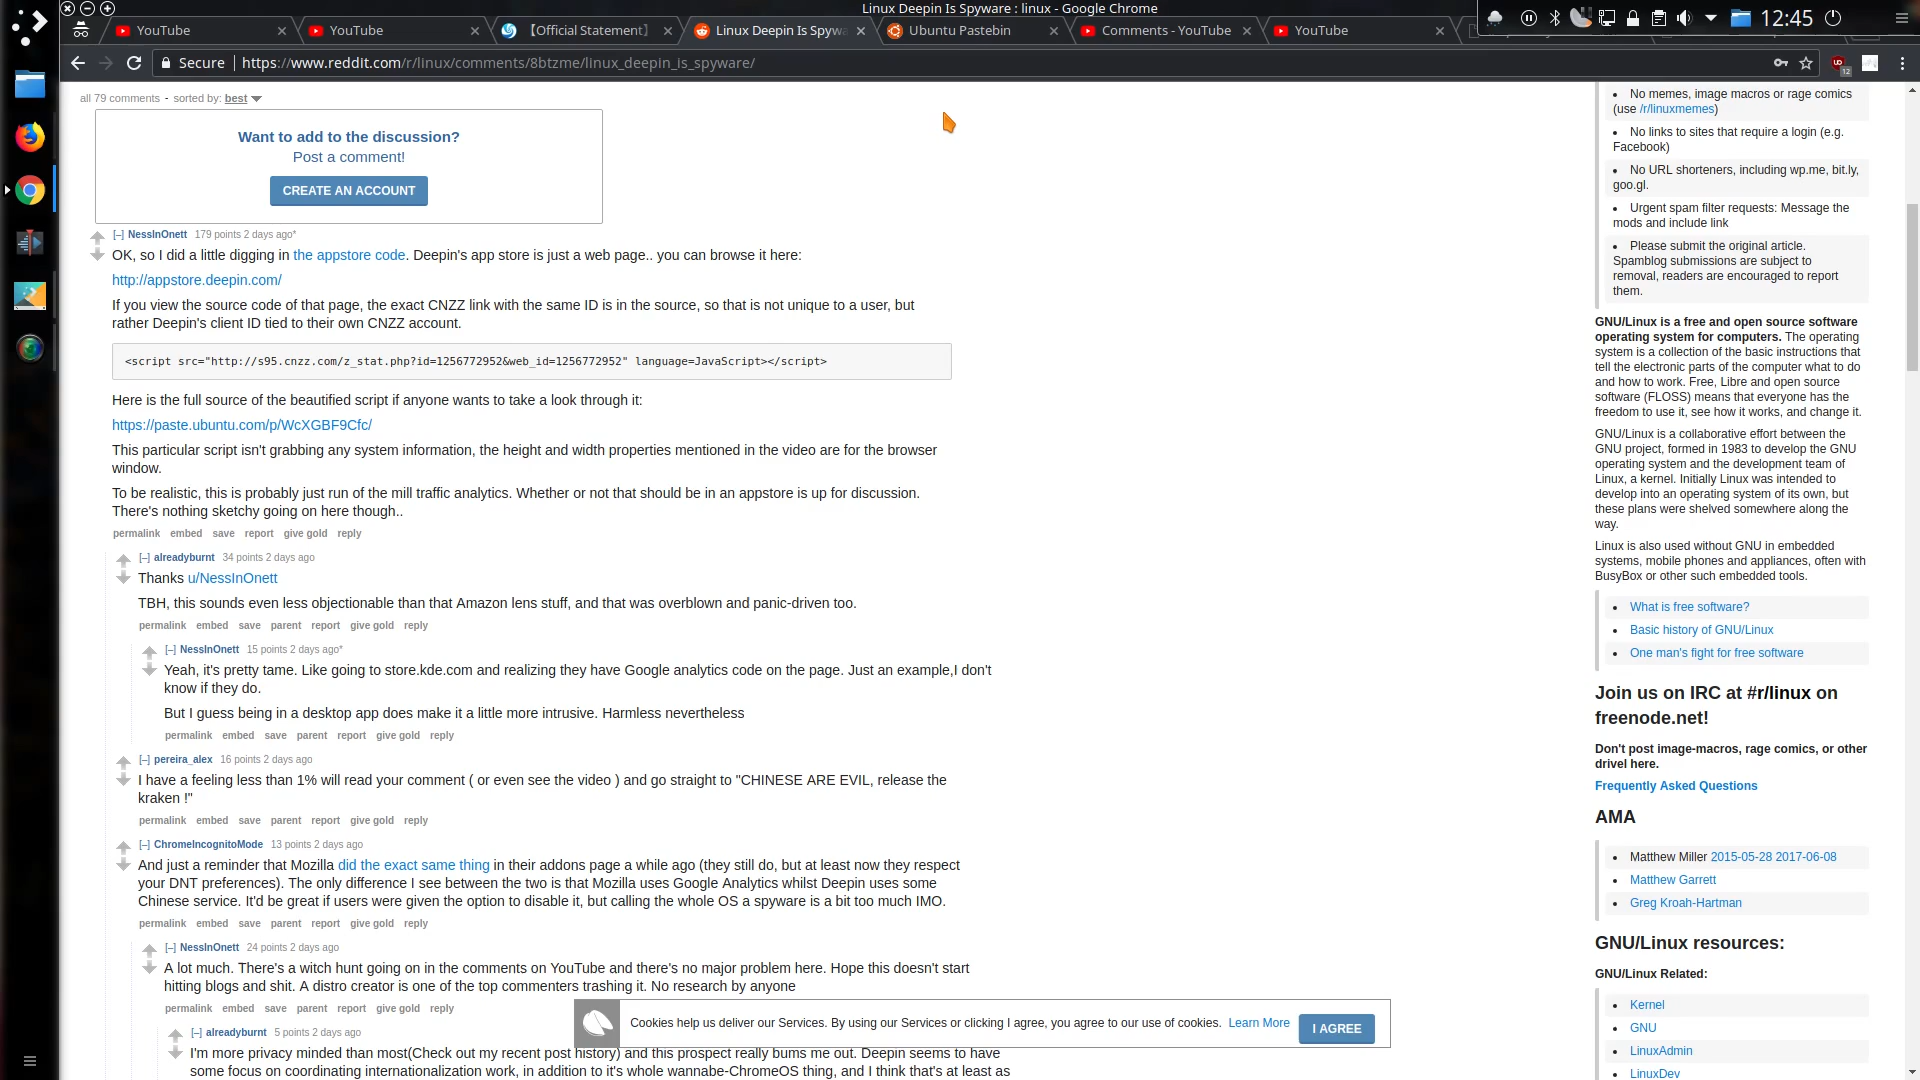 Linux Deepin Is Spyware : linux - Google Chrome
YouTube
YouTube
【Official Statement】
Linux Deepin Is Spyw
Ubuntu Pastebin
Comments - YouTube
YouTube
12:45
Secure | https://www.reddit.com/r/linux/comments/8btzme/linux_deepin_is_spyware/
12
all 79 comments - sorted by: best
Want to add to the discussion?
Post a comment!
CREATE AN ACCOUNT
[–] NessInOnett 179 points 2 days ago*
OK, so I did a little digging in the appstore code. Deepin's app store is just a web page.. you can browse it here:
http://appstore.deepin.com/
If you view the source code of that page, the exact CNZZ link with the same ID is in the source, so that is not unique to a user, but
rather Deepin's client ID tied to their own CNZZ account.
<script src="http://s95.cnzz.com/z_stat.php?id=1256772952&web_id=1256772952" language=JavaScript></script>
Here is the full source of the beautified script if anyone wants to take a look through it:
https://paste.ubuntu.com/p/WcXGBF9Cfc/
This particular script isn't grabbing any system information, the height and width properties mentioned in the video are for the browser
window.
To be realistic, this is probably just run of the mill traffic analytics. Whether or not that should be in an appstore is up for discussion.
There's nothing sketchy going on here though..
permalink embed save report give gold reply
[–] alreadyburnt 34 points 2 days ago
Thanks u/NessInOnett
TBH, this sounds even less objectionable than that Amazon lens stuff, and that was overblown and panic-driven too.
permalink embed save parent report give gold reply
[–] NessInOnett 15 points 2 days ago*
Yeah, it's pretty tame. Like going to store.kde.com and realizing they have Google analytics code on the page. Just an example,I don't
know if they do.
But I guess being in a desktop app does make it a little more intrusive. Harmless nevertheless
permalink embed save parent report give gold reply
[–] pereira_alex 16 points 2 days ago
I have a feeling less than 1% will read your comment ( or even see the video ) and go straight to "CHINESE ARE EVIL, release the
kraken !"
permalink embed save parent report give gold reply
[–] ChromeIncognitoMode 13 points 2 days ago
And just a reminder that Mozilla did the exact same thing in their addons page a while ago (they still do, but at least now they respect
your DNT preferences). The only difference I see between the two is that Mozilla uses Google Analytics whilst Deepin uses some
Chinese service. It'd be great if users were given the option to disable it, but calling the whole OS a spyware is a bit too much IMO.
permalink embed save parent report give gold reply
[–] NessInOnett 24 points 2 days ago
A lot much. There's a witch hunt going on in the comments on YouTube and there's no major problem here. Hope this doesn't start
hitting blogs and shit. A distro creator is one of the top commenters trashing it. No research by anyone
permalink embed save parent report give gold reply
[–] alreadyburnt 5 points 2 days ago
I'm more privacy minded than most(Check out my recent post history) and this prospect really bums me out. Deepin seems to have
some focus on coordinating internationalization work, in addition to it's whole wannabe-ChromeOS thing, and I think that's at least as
Cookies help us deliver our Services. By using our Services or clicking I agree, you agree to our use of cookies. Learn More
I AGREE
No memes, image macros or rage comics
(use /r/linuxmemes)
No links to sites that require a login (e.g.
Facebook)
No URL shorteners, including wp.me, bit.ly,
goo.gl.
Urgent spam filter requests: Message the
mods and include link
Please submit the original article.
Spamblog submissions are subject to
removal, readers are encouraged to report
them.
GNU/Linux is a free and open source software
operating system for computers. The operating
system is a collection of the basic instructions that
tell the electronic parts of the computer what to do
and how to work. Free, Libre and open source
software (FLOSS) means that everyone has the
freedom to use it, see how it works, and change it.
GNU/Linux is a collaborative effort between the
GNU project, formed in 1983 to develop the GNU
operating system and the development team of
Linux, a kernel. Initially Linux was intended to
develop into an operating system of its own, but
these plans were shelved somewhere along the
way.
Linux is also used without GNU in embedded
systems, mobile phones and appliances, often with
BusyBox or other such embedded tools.
What is free software?
Basic history of GNU/Linux
One man's fight for free software
Join us on IRC at #r/linux on
freenode.net!
Don't post image-macros, rage comics, or other
drivel here.
Frequently Asked Questions
AMA
Matthew Miller 2015-05-28 2017-06-08
Matthew Garrett
Greg Kroah-Hartman
GNU/Linux resources:
GNU/Linux Related:
Kernel
GNU
LinuxAdmin
LinuxDev